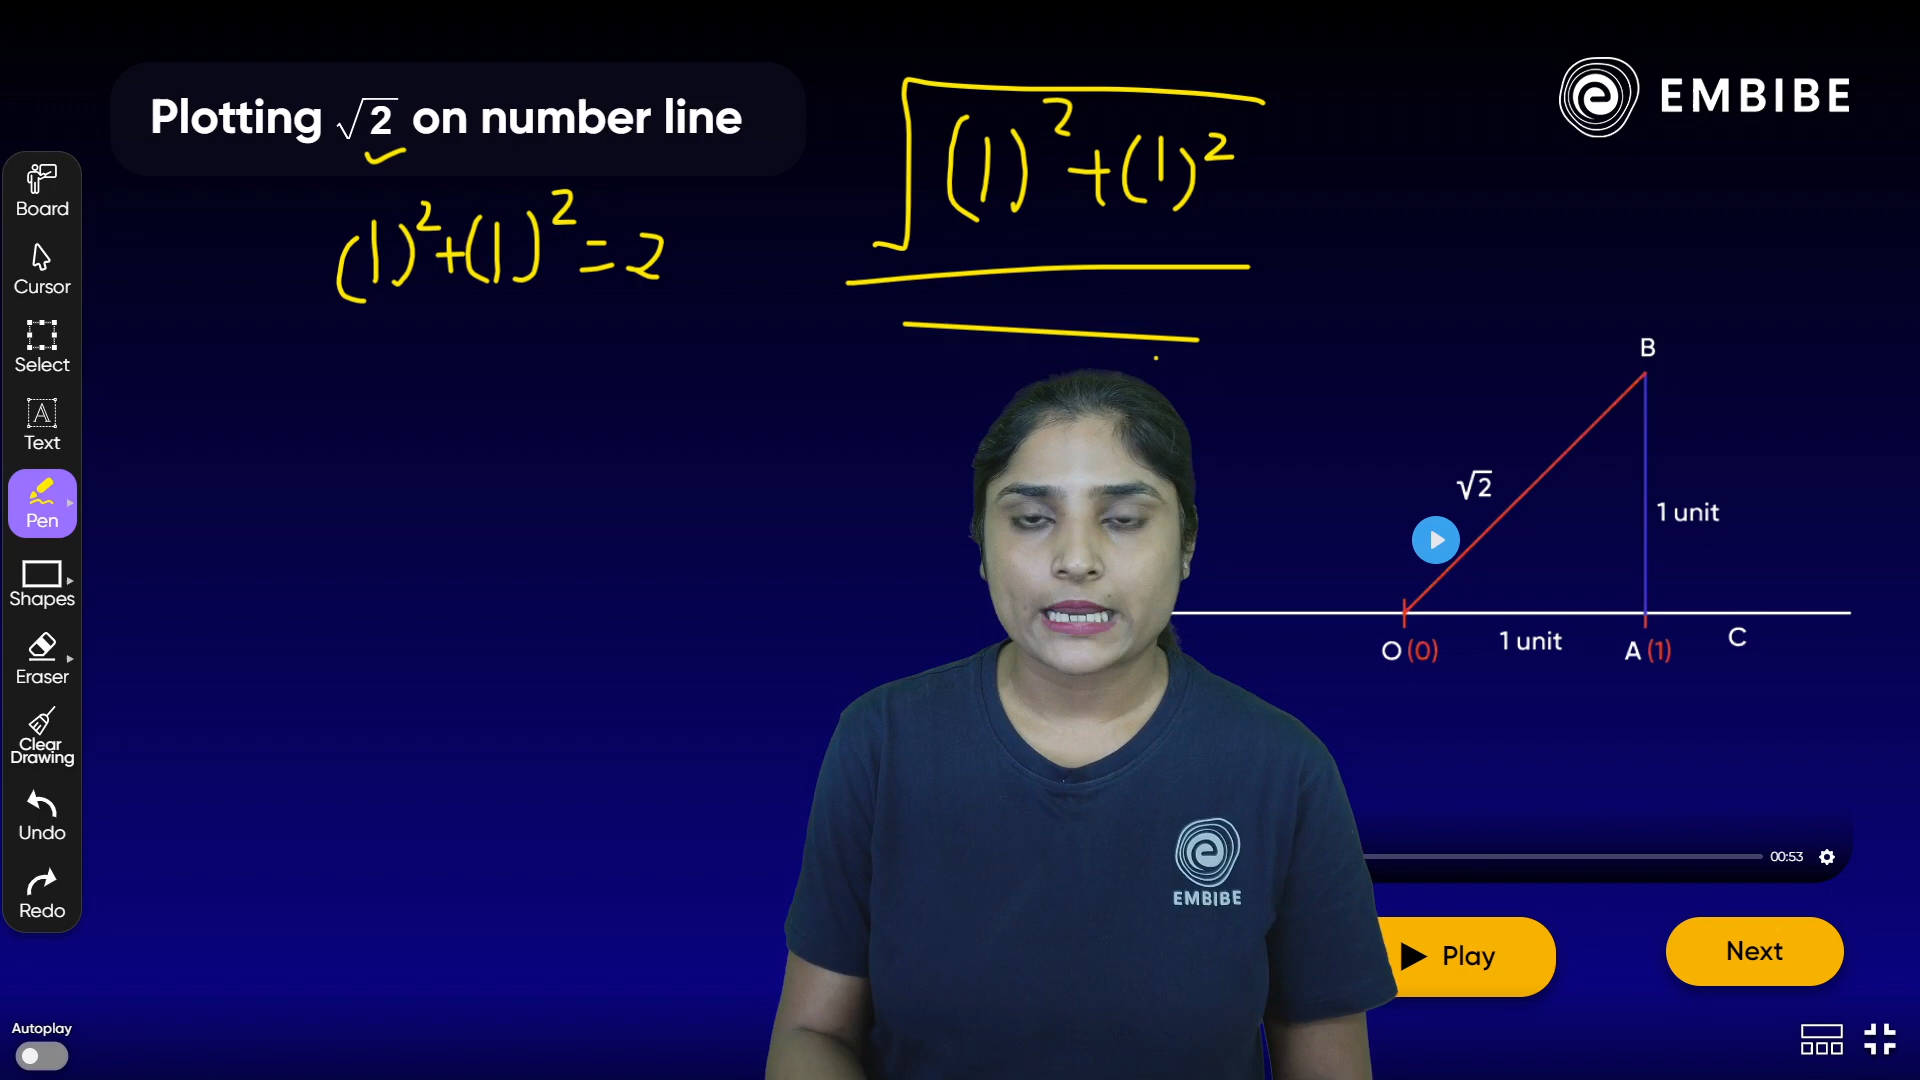 Plotting √2 on number line
EMBIBE
√(1)²+(1)²
(1)²+(1)²=2
Board
Cursor
Select
Text
Pen
Shapes
Eraser
Clear
Drawing
Undo
Redo
Autoplay
B
√2
1 unit
O (0)
1 unit
A (1)
C
EMBIBE
00:53
Play
Next